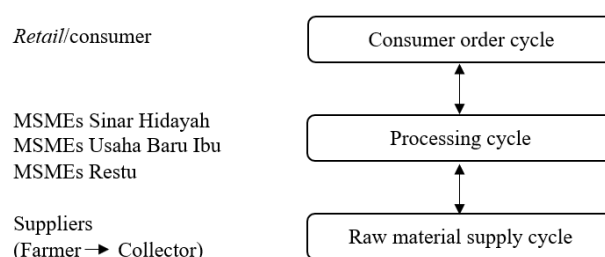 Retail/consumer
Consumer order cycle
MSMEs Sinar Hidayah
MSMEs Usaha Baru Ibu
MSMEs Restu
Processing cycle
Suppliers
(Farmer → Collector)
Raw material supply cycle